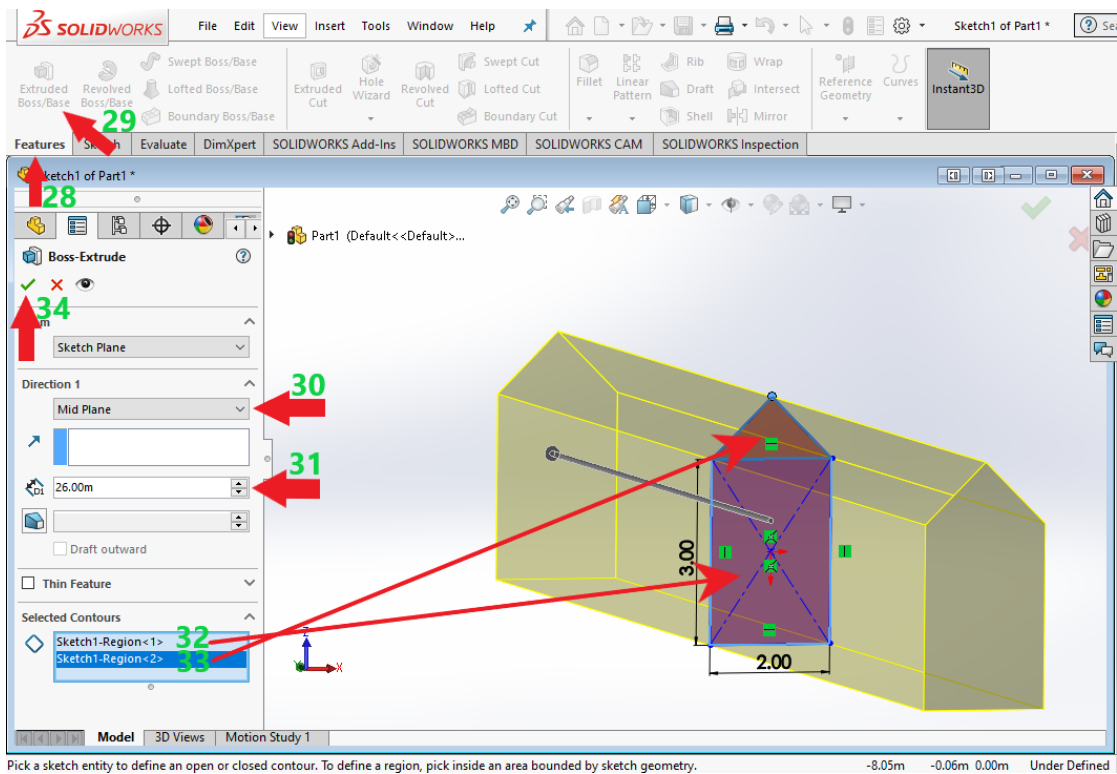 SOLIDWORKS File Edit View Insert Tools Window Help Sketch1 of Part1 * Sea
Extruded Boss/Base
Revolved Boss/Base
Swept Boss/Base
Lofted Boss/Base
Boundary Boss/Base
Extruded Cut
Hole Wizard
Revolved Cut
Swept Cut
Lofted Cut
Boundary Cut
Fillet
Linear Pattern
Rib
Draft
Shell
Wrap
Intersect
Mirror
Reference Geometry
Curves
Instant3D
29
Features Sketch Evaluate DimXpert SOLIDWORKS Add-Ins SOLIDWORKS MBD SOLIDWORKS CAM SOLIDWORKS Inspection
Sketch1 of Part1 *
28
Part1 (Default<<Default>...
Boss-Extrude
34
Sketch Plane
Direction 1
30
Mid Plane
31
D1 26.00m
Draft outward
Thin Feature
Selected Contours
Sketch1-Region<1> 32
Sketch1-Region<2> 33
3.00
2.00
Z
X
Model 3D Views Motion Study 1
Pick a sketch entity to define an open or closed contour. To define a region, pick inside an area bounded by sketch geometry. -8.05m -0.06m 0.00m Under Defined